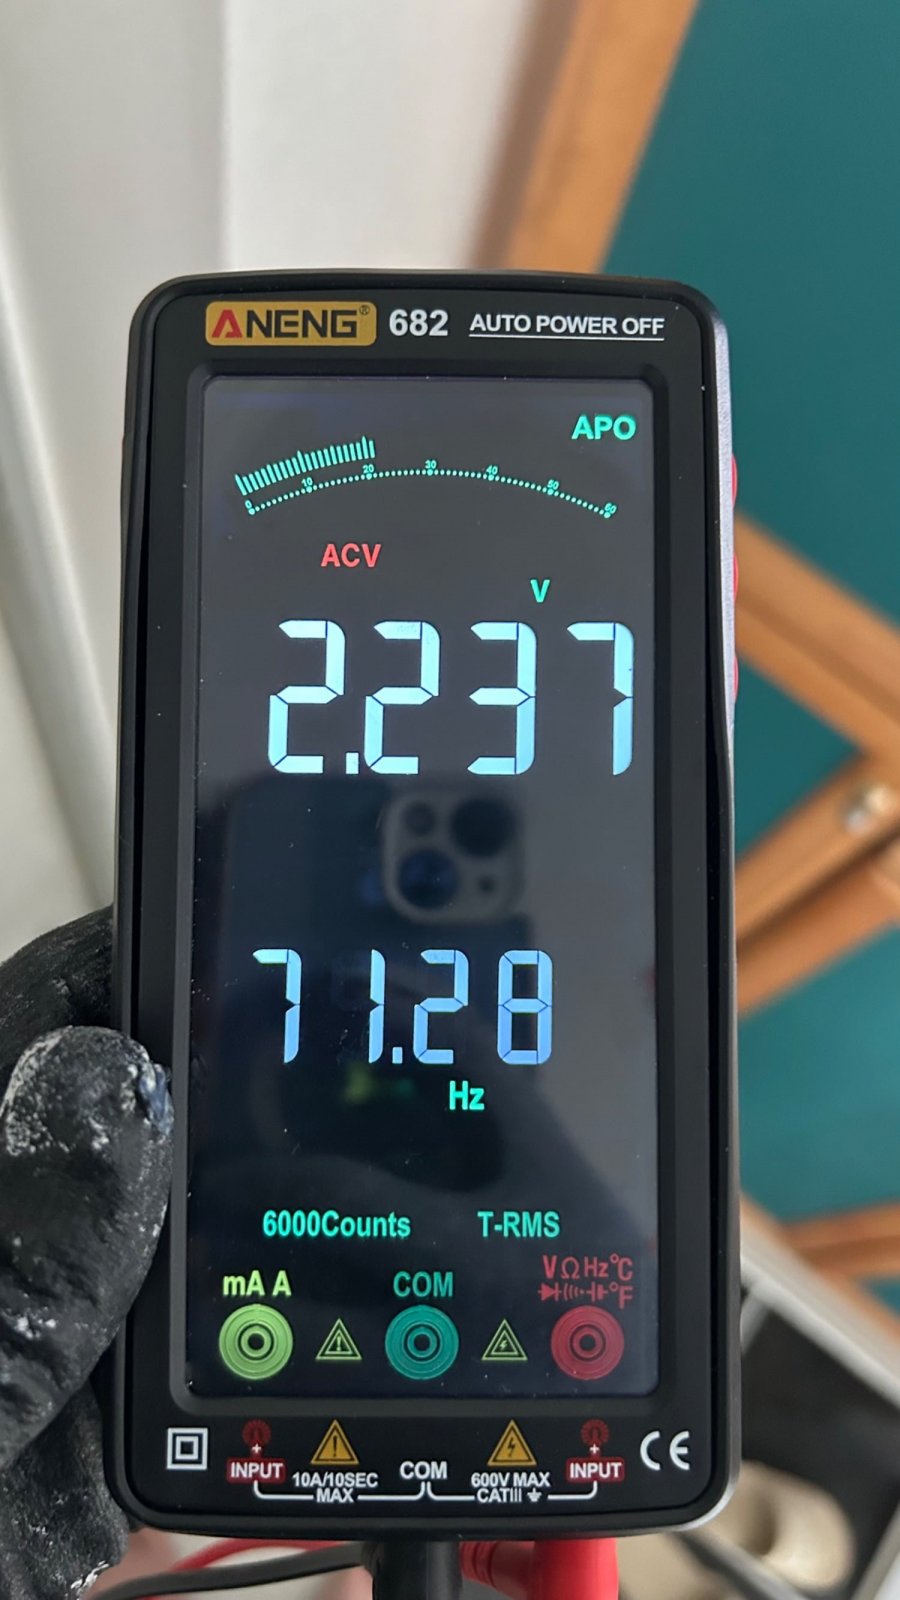 ANENG® 682 AUTO POWER OFF
APO
0 10 20 30 40 50 60
ACV
V
2.237
71.28
Hz
6000Counts T-RMS
mA A COM VΩHz°C
°F
INPUT 10A/10SEC MAX COM 600V MAX CATIII INPUT CE